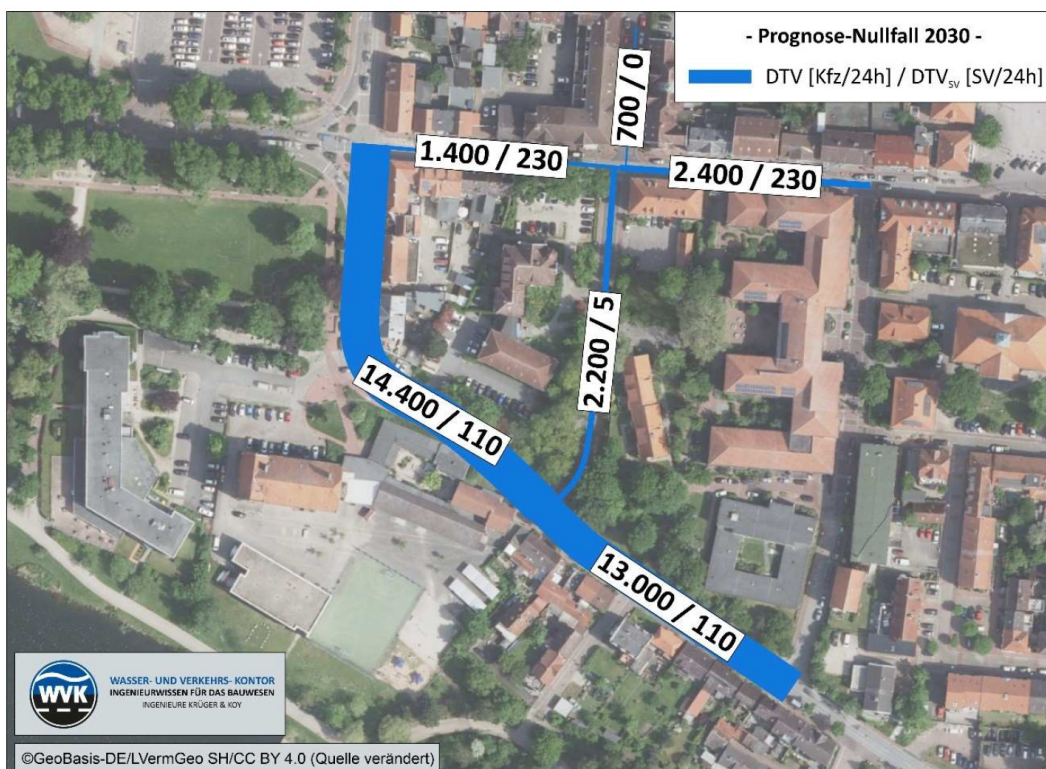 - Prognose-Nullfall 2030 -
DTV [Kfz/24h] / DTVSV [SV/24h]
700 / 0
1.400 / 230
2.400 / 230
2.200 / 5
14.400 / 110
13.000 / 110
WVK
WASSER- UND VERKEHRS- KONTOR
INGENIEURWISSEN FÜR DAS BAUWESEN
INGENIEURE KRÜGER & KOY
©GeoBasis-DE/LVermGeo SH/CC BY 4.0 (Quelle verändert)